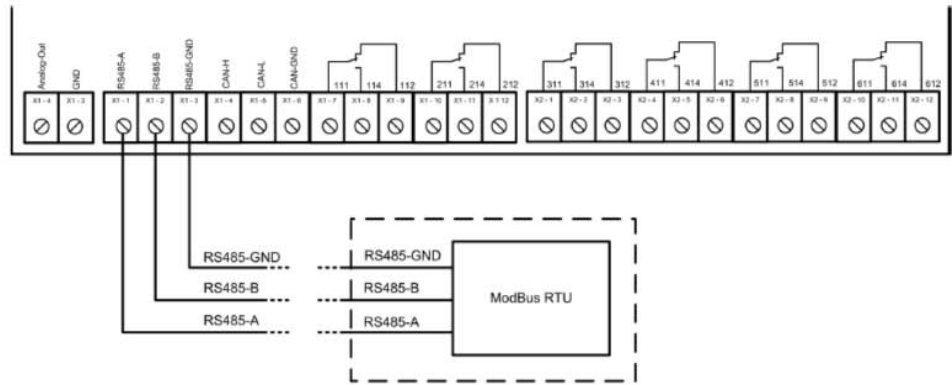 Analog-Out
GND
RS485-A
RS485-B
RS485-GND
CAN-H
CAN-L
CAN-GND
111 114 112
211 214 212
311 314 312
411 414 412
511 514 512
611 614 612
X1 - 4 X1 - 3
X1 - 1 X1 - 2 X1 - 3 X1 - 4 X1 - 5 X1 - 6 X1 - 7 X1 - 8 X1 - 9 X1 - 10 X1 - 11 X 1 12
X2 - 1 X2 - 2 X2 - 3 X2 - 4 X2 - 5 X2 - 6 X2 - 7 X2 - 8 X2 - 9 X2 - 10 X2 - 11 X2 - 12
RS485-GND RS485-GND
RS485-B RS485-B
ModBus RTU
RS485-A RS485-A